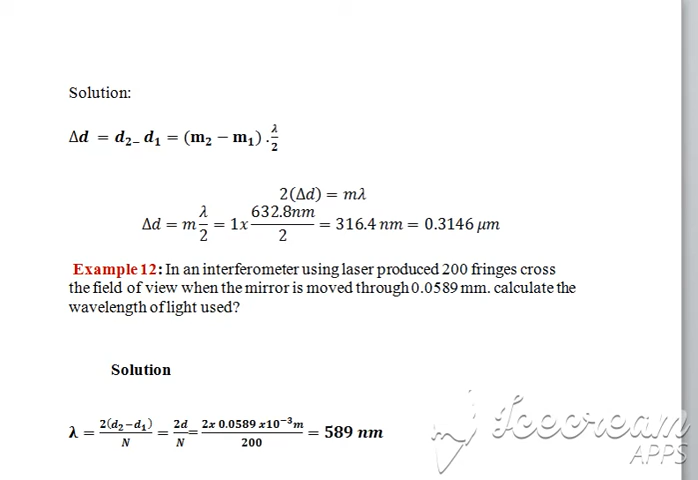 Solution:
Δd = d₂₋ d₁ = (m₂ − m₁) . λ/2
2(Δd) = mλ
Δd = m λ/2 = 1x 632.8nm/2 = 316.4 nm = 0.3146 μm
Example 12: In an interferometer using laser produced 200 fringes cross
the field of view when the mirror is moved through 0.0589 mm. calculate the
wavelength of light used?
Solution
λ = 2(d₂−d₁)/N = 2d/N = 2x 0.0589 x10⁻³m/200 = 589 nm
Icecream
APPS